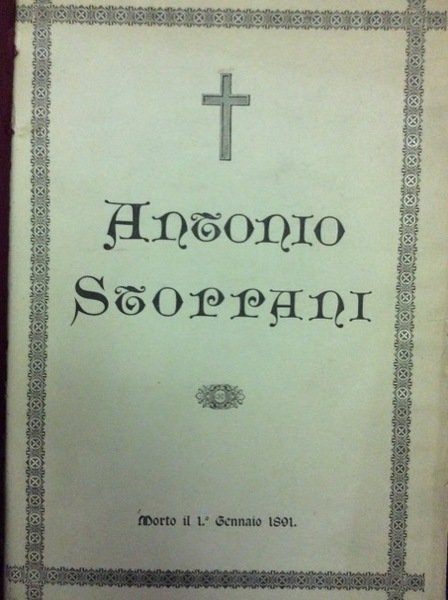 Antonio
Stoppani
Morto il 1.º Gennaio 1891.